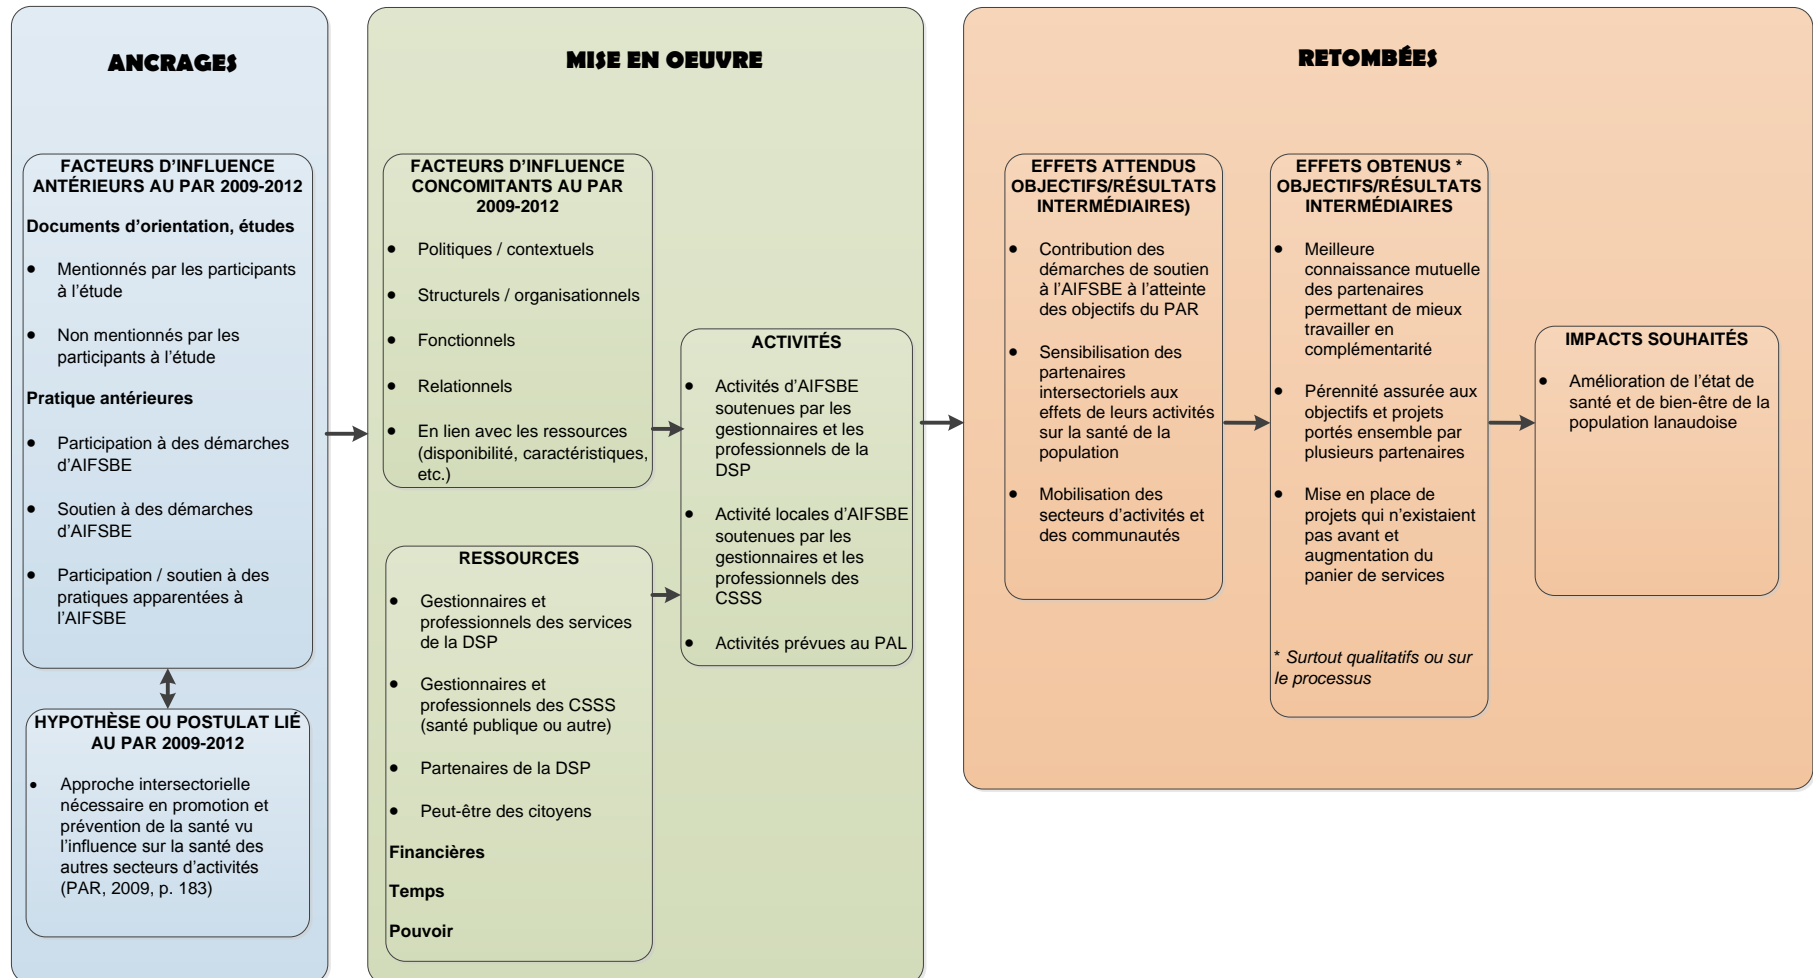 ANCRAGES
FACTEURS D'INFLUENCE
ANTÉRIEURS AU PAR 2009-2012
Documents d'orientation, études
• Mentionnés par les participants
à l'étude
• Non mentionnés par les
participants à l'étude
Pratique antérieures
• Participation à des démarches
d'AIFSBE
• Soutien à des démarches
d'AIFSBE
• Participation / soutien à des
pratiques apparentées à
l'AIFSBE
HYPOTHÈSE OU POSTULAT LIÉ
AU PAR 2009-2012
• Approche intersectorielle
nécessaire en promotion et
prévention de la santé vu
l'influence sur la santé des
autres secteurs d'activités
(PAR, 2009, p. 183)
MISE EN OEUVRE
FACTEURS D'INFLUENCE
CONCOMITANTS AU PAR
2009-2012
• Politiques / contextuels
• Structurels / organisationnels
• Fonctionnels
• Relationnels
• En lien avec les ressources
(disponibilité, caractéristiques,
etc.)
RESSOURCES
• Gestionnaires et
professionnels des services
de la DSP
• Gestionnaires et
professionnels des CSSS
(santé publique ou autre)
• Partenaires de la DSP
• Peut-être des citoyens
Financières
Temps
Pouvoir
ACTIVITÉS
• Activités d'AIFSBE
soutenues par les
gestionnaires et les
professionnels de la
DSP
• Activité locales d'AIFSBE
soutenues par les
gestionnaires et les
professionnels des
CSSS
• Activités prévues au PAL
RETOMBÉES
EFFETS ATTENDUS
OBJECTIFS/RÉSULTATS
INTERMÉDIAIRES)
• Contribution des
démarches de soutien
à l'AIFSBE à l'atteinte
des objectifs du PAR
• Sensibilisation des
partenaires
intersectoriels aux
effets de leurs activités
sur la santé de la
population
• Mobilisation des
secteurs d'activités et
des communautés
EFFETS OBTENUS *
OBJECTIFS/RÉSULTATS
INTERMÉDIAIRES
• Meilleure
connaissance mutuelle
des partenaires
permettant de mieux
travailler en
complémentarité
• Pérennité assurée aux
objectifs et projets
portés ensemble par
plusieurs partenaires
• Mise en place de
projets qui n'existaient
pas avant et
augmentation du
panier de services
* Surtout qualitatifs ou sur
le processus
IMPACTS SOUHAITÉS
• Amélioration de l'état de
santé et de bien-être de la
population lanaudoise